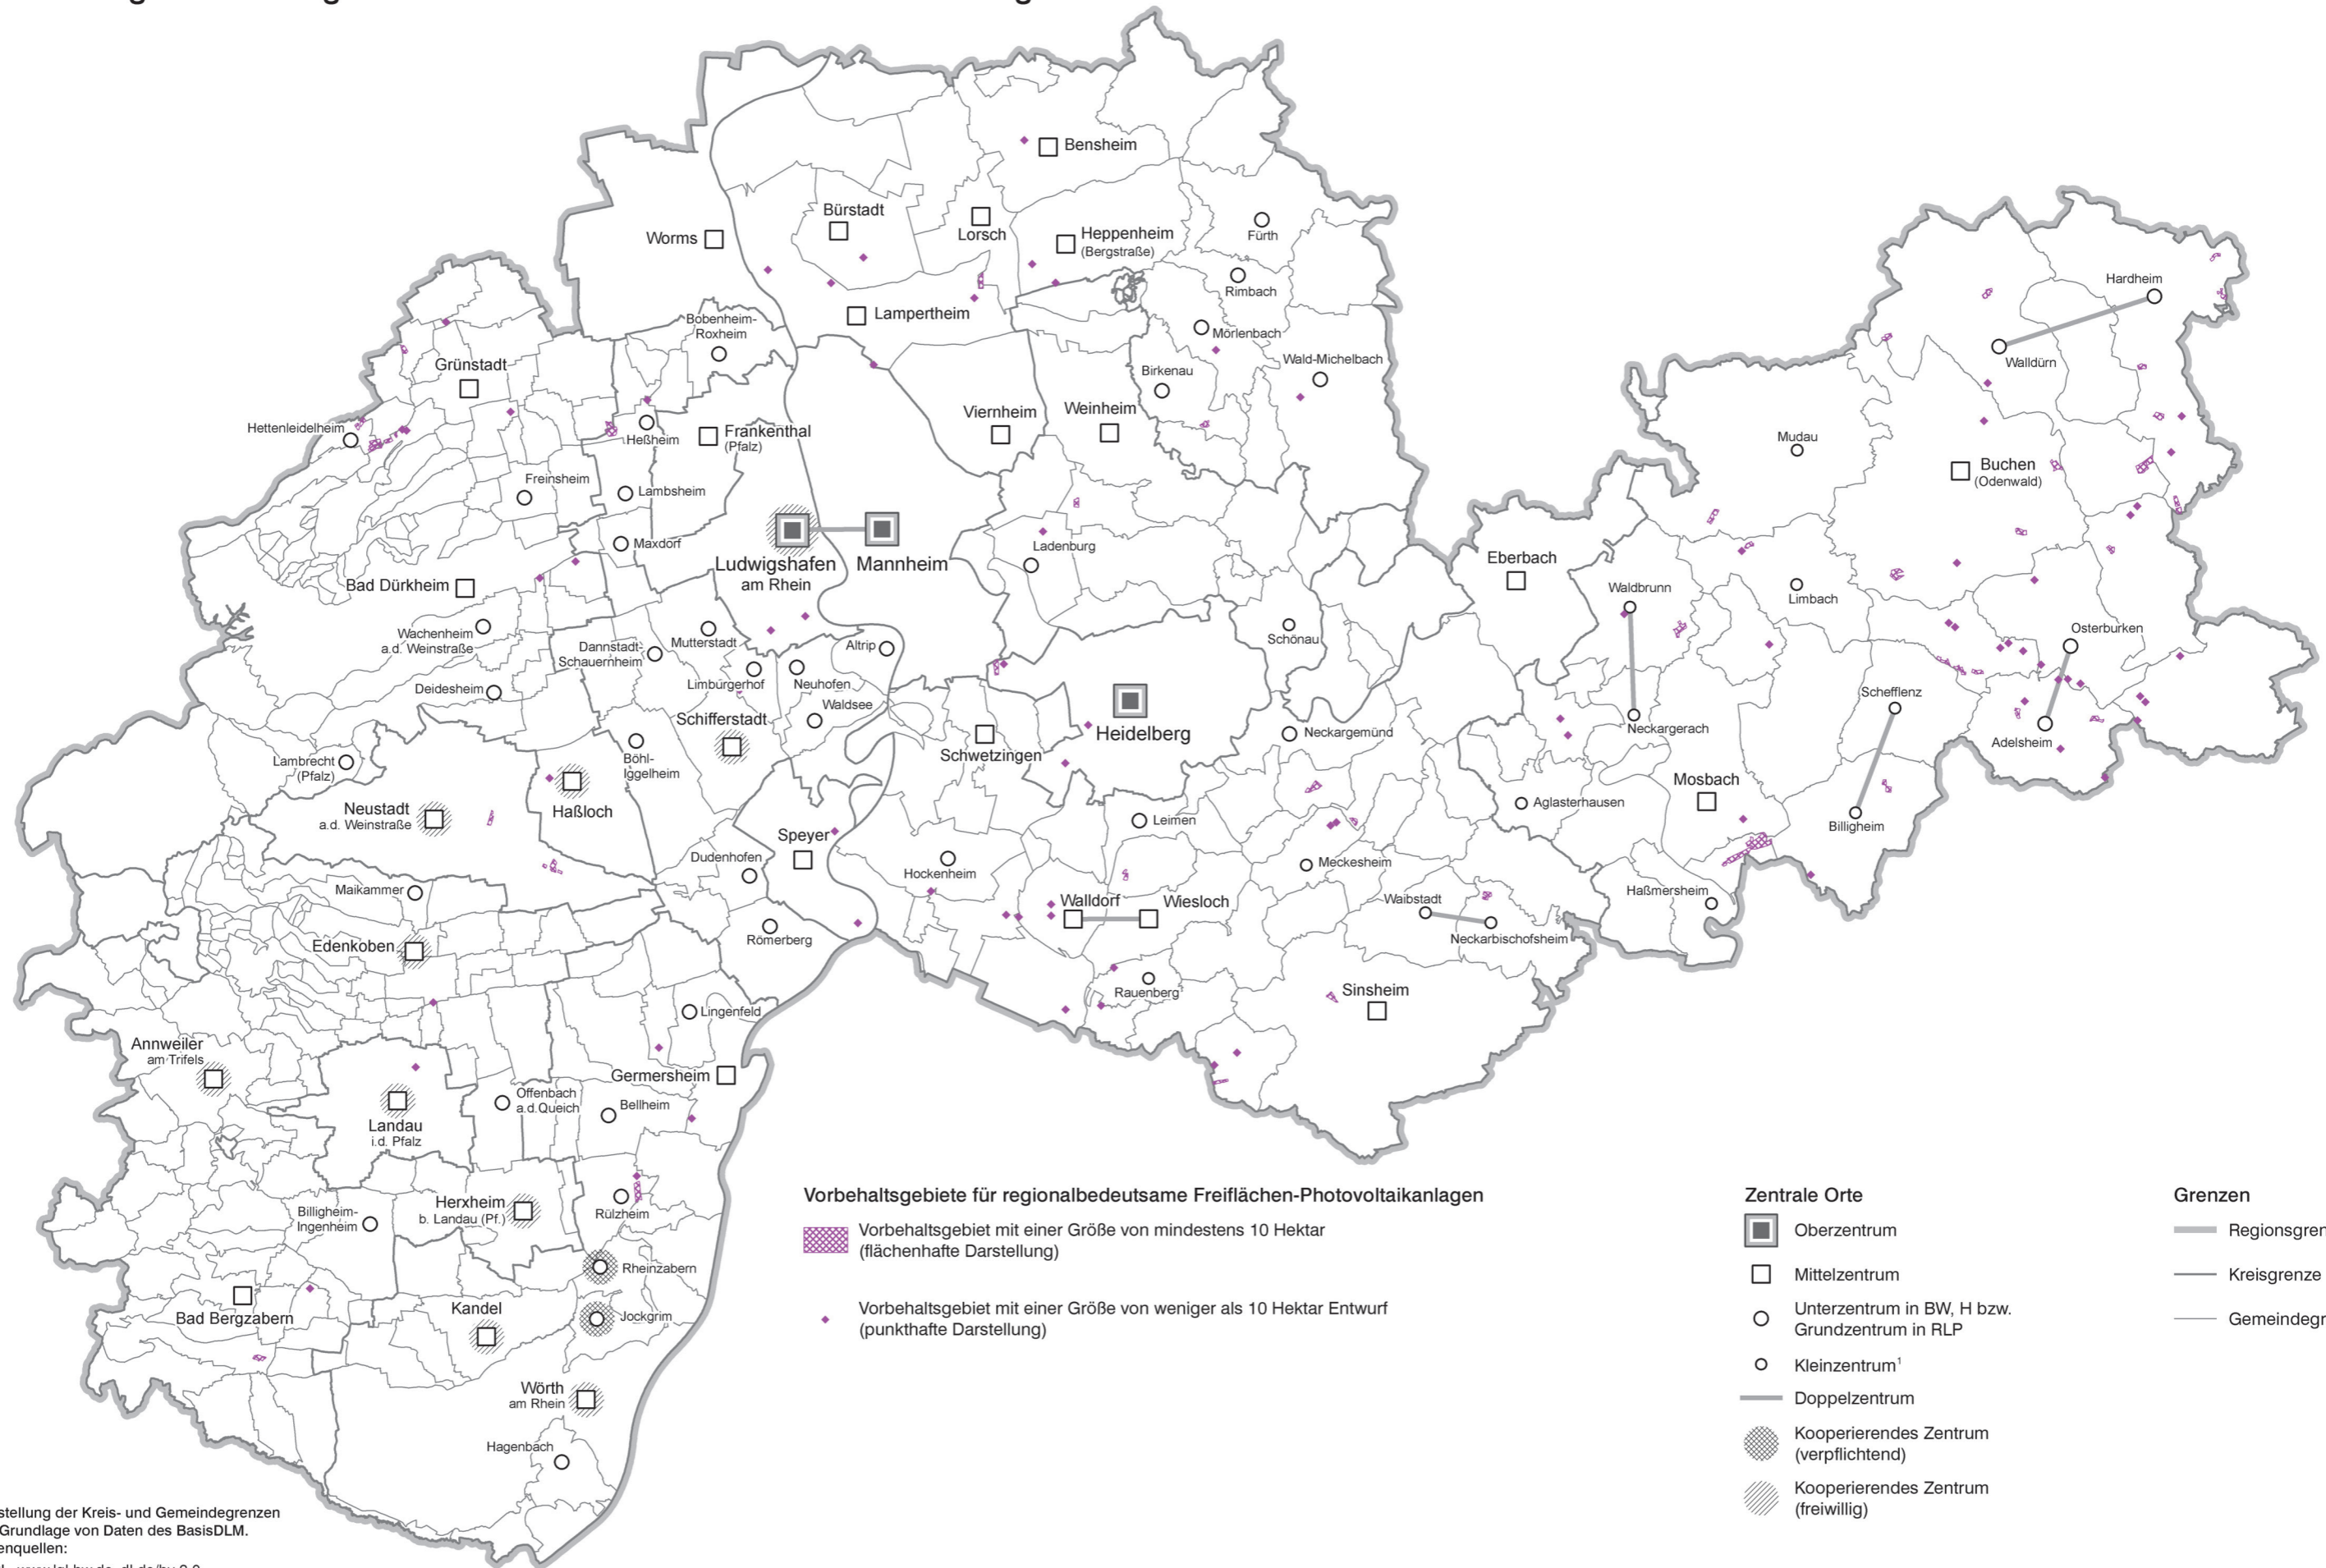 Bensheim
Bürstadt
Lorsch
Worms
Heppenheim
(Bergstraße)
Fürth
Rimbach
Hardheim
Lampertheim
Bobenheim-
Roxheim
Mörlenbach
Walldürn
Grünstadt
Wald-Michelbach
Birkenau
Viernheim
Weinheim
Hettenleidelheim
Heßheim
Frankenthal
(Pfalz)
Mudau
Buchen
(Odenwald)
Freinsheim
Lambsheim
Maxdorf
Ludwigshafen
am Rhein
Mannheim
Ladenburg
Eberbach
Bad Dürkheim
Waldbrunn
Limbach
Wachenheim
a.d. Weinstraße
Dannstadt-
Schauernheim
Mutterstadt
Altrip
Schönau
Osterburken
Limburgerhof
Neuhofen
Deidesheim
Waldsee
Schefflenz
Schifferstadt
Heidelberg
Neckargemünd
Neckargerach
Adelsheim
Schwetzingen
Lambrecht
(Pfalz)
Böhl-
Iggelheim
Mosbach
Neustadt
a.d. Weinstraße
Haßloch
Aglasterhausen
Leimen
Billigheim
Speyer
Dudenhofen
Hockenheim
Meckesheim
Maikammer
Haßmersheim
Walldorf
Wiesloch
Waibstadt
Edenkoben
Römerberg
Neckarbischofsheim
Rauenberg
Sinsheim
Lingenfeld
Annweiler
am Trifels
Germersheim
Offenbach
a.d.Queich
Bellheim
Landau
i.d. Pfalz
Herxheim
b. Landau (Pf.)
Billigheim-
Ingenheim
Rülzheim
Rheinzabern
Bad Bergzabern
Kandel
Jockgrim
Wörth
am Rhein
Hagenbach
Vorbehaltsgebiete für regionalbedeutsame Freiflächen-Photovoltaikanlagen
Vorbehaltsgebiet mit einer Größe von mindestens 10 Hektar
(flächenhafte Darstellung)
Vorbehaltsgebiet mit einer Größe von weniger als 10 Hektar Entwurf
(punkthafte Darstellung)
Zentrale Orte
Oberzentrum
Mittelzentrum
Unterzentrum in BW, H bzw.
Grundzentrum in RLP
Kleinzentrum¹
Doppelzentrum
Kooperierendes Zentrum
(verpflichtend)
Kooperierendes Zentrum
(freiwillig)
Grenzen
Regionsgren
Kreisgrenze
Gemeindegr
stellung der Kreis- und Gemeindegrenzen
Grundlage von Daten des BasisDLM.
enquellen: